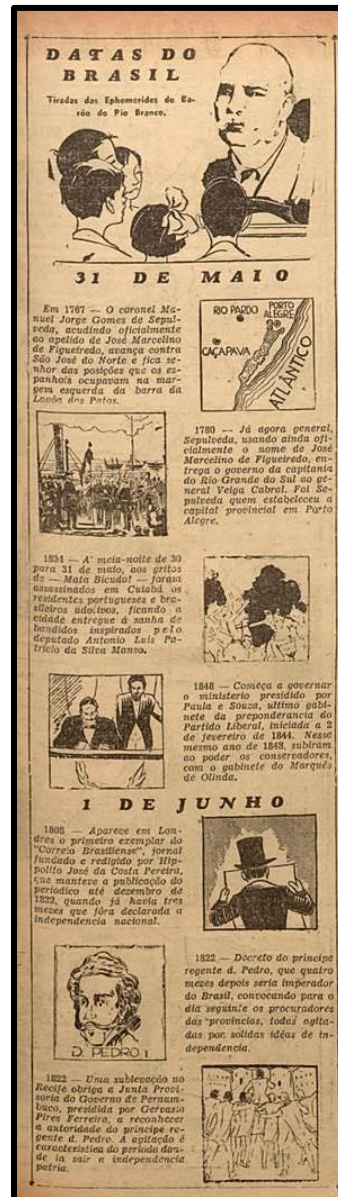 DATAS DO
BRASIL
Tiradas das Ephemerides do Ba-
rão do Rio Branco.
31 DE MAIO
Em 1767 — O coronel Ma-
nuel Jorge Gomes de Sepul-
veda, acudindo oficialmente
ao apelido de José Marcelino
de Figueiredo, avança contra
São José do Norte e fica se-
nhor das posições que os es-
panhois ocupavam na mar-
gem esquerda da barra da
Lagôa dos Patos.
RIO PARDO
PORTO
ALEGRE
CAÇAPAVA
ATLÂNTICO
1780 — Já agora general,
Sepulveda, usando ainda ofi-
cialmente o nome de José
Marcelino de Figueiredo, en-
trega o governo da capitania
do Rio Grande do Sul ao ge-
neral Veiga Cabral. Foi Se-
pulveda quem estabeleceu a
capital provincial em Porto
Alegre.
1834 — A' meia-noite de 30
para 31 de maio, aos gritos
de — Mata Bicudo! — foram
assassinados em Cuiabá os
residentes portugueses e bra-
sileiros adotivos, ficando a
cidade entregue á sanha de
bandidos inspirados pelo
deputado Antonio Luis Pa-
tricio da Silva Manso.
1848 — Começa a governar
o ministerio presidido por
Paula e Souza, ultimo gabi-
nete da preponderancia do
Partido Liberal, iniciada a 2
de fevereiro de 1844. Nesse
mesmo ano de 1848, subiram
ao poder os conservadores,
com o gabinete do Marquês
de Olinda.
1 DE JUNHO
1808 — Aparece em Lon-
dres o primeiro exemplar do
"Correio Brasiliense", jornal
fundado e redigido por Hip-
polito José da Costa Pereira,
que manteve a publicação do
periodico até dezembro de
1822, quando já havia tres
mezes que fôra declarada a
independencia nacional.
1822 — Decreto do principe
regente d. Pedro, que quatro
mezes depois seria imperador
do Brasil, convocando para o
dia seguinte os procuradores
das provincias, todas agita-
das por solidas idéas de in-
dependencia.
D. PEDRO I
1822 — Uma sublevação no
Recife obriga a Junta Provi-
soria do Governo de Pernam-
buco, presidida por Gervasio
Pires Ferreira, a reconhecer
a autoridade do principe re-
gente d. Pedro. A agitação é
caracteristica do periodo don-
de ia sair a independencia
patria.